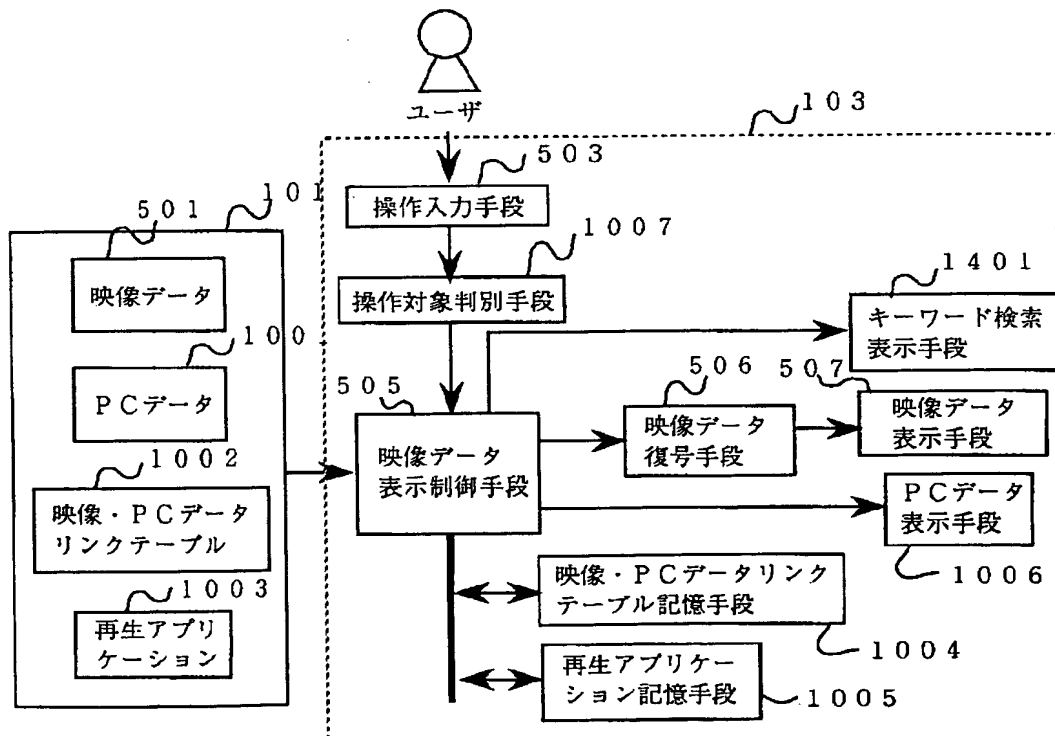 ユーザ
103
503
操作入力手段
101
501
映像データ
1007
操作対象判別手段
1401
キーワード検索
表示手段
100
PCデータ
505
映像データ
表示制御手段
506
映像データ
復号手段
507
映像データ
表示手段
1002
映像・PCデータ
リンクテーブル
PCデータ
表示手段
1006
1003
再生アプリ
ケーション
映像・PCデータリンク
テーブル記憶手段
1004
再生アプリケー
ション記憶手段
1005